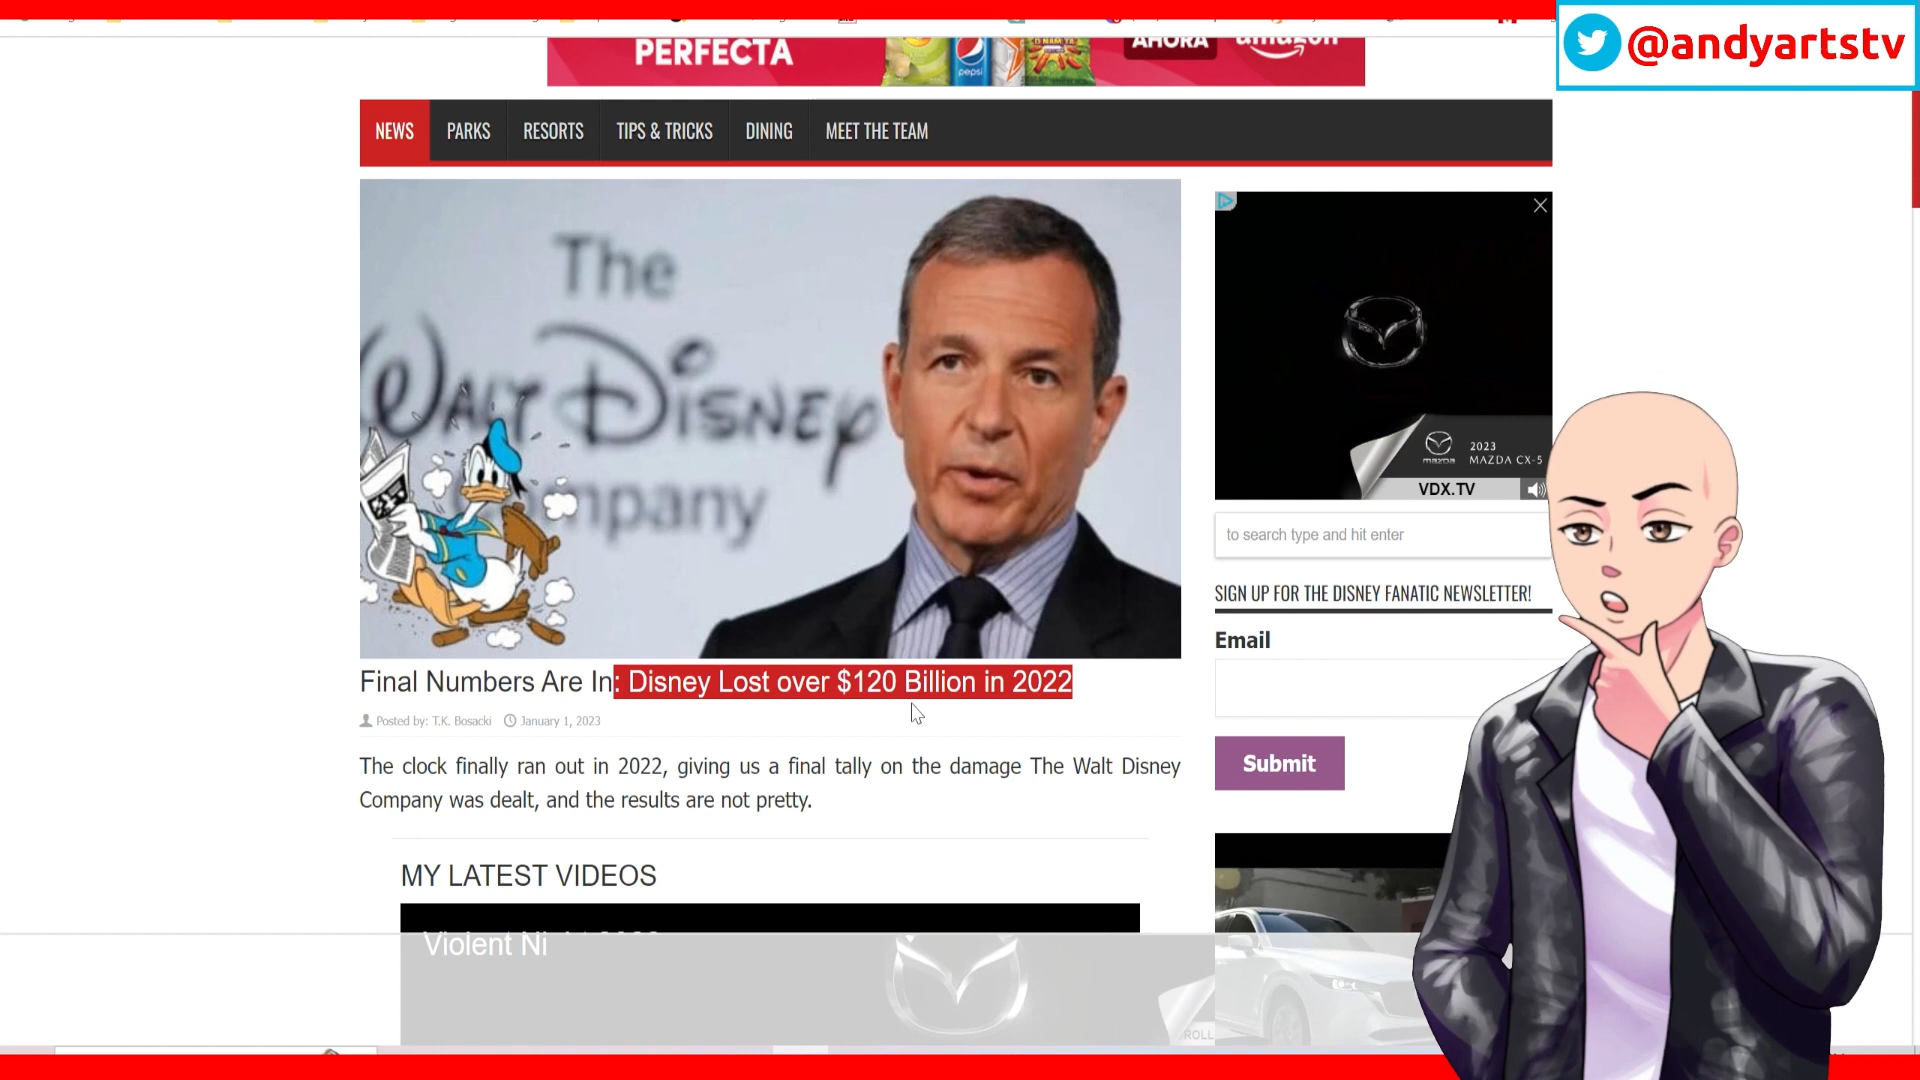 @andyartstv
PERFECTA
pepsi
AHORA
amazon
NEWS PARKS RESORTS TIPS & TRICKS DINING MEET THE TEAM
The
Walt Disney
Company
2023
mazda MAZDA CX-5
VDX.TV
to search type and hit enter
SIGN UP FOR THE DISNEY FANATIC NEWSLETTER!
Email
Submit
Final Numbers Are In: Disney Lost over $120 Billion in 2022
Posted by: T.K. Bosacki January 1, 2023
The clock finally ran out in 2022, giving us a final tally on the damage The Walt Disney
Company was dealt, and the results are not pretty.
MY LATEST VIDEOS
Violent Ni
ROLL